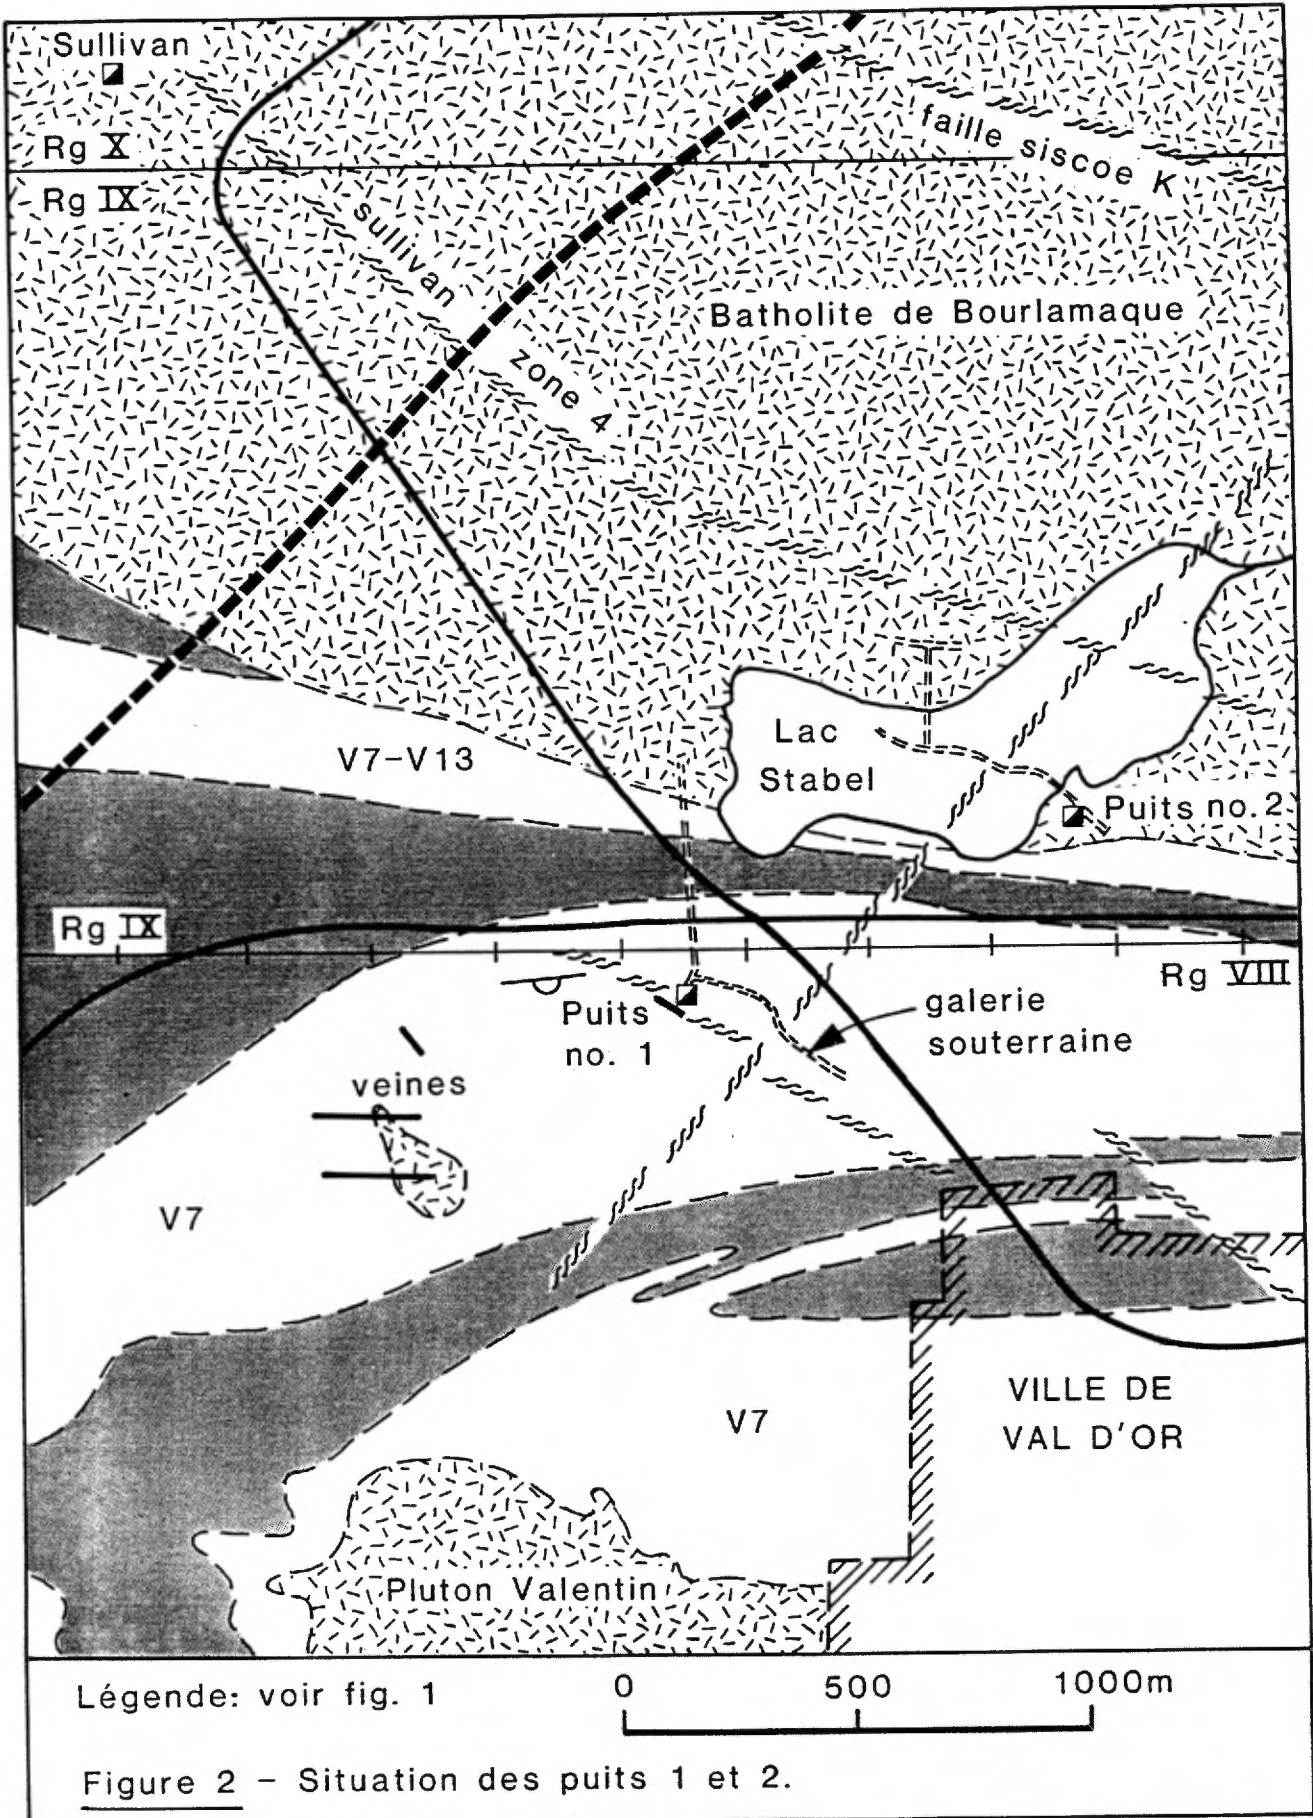 Sullivan
Rg X
Rg IX
faille siscoe K
sullivan
zone 4
Batholite de Bourlamaque
V7-V13
Lac
Stabel
Puits no. 2
Rg IX
Rg VIII
Puits
no. 1
galerie
souterraine
veines
V7
V7
VILLE DE
VAL D'OR
Pluton Valentin
Légende: voir fig. 1
0 500 1000m
Figure 2 - Situation des puits 1 et 2.